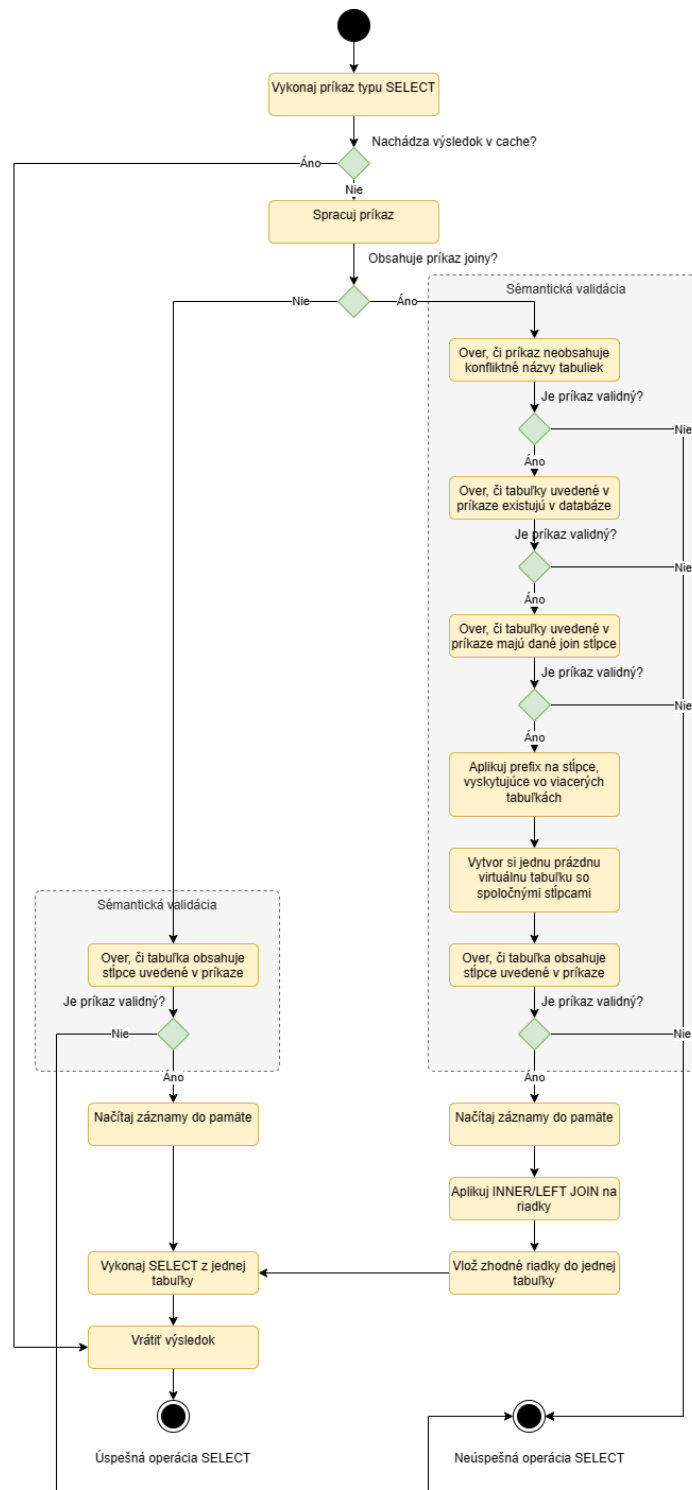 Vykonaj príkaz typu SELECT
Nachádza výsledok v cache?
Áno
Nie
Spracuj príkaz
Obsahuje príkaz joiny?
Nie
Áno
Sémantická validácia
Over, či príkaz neobsahuje
konfliktné názvy tabuliek
Je príkaz validný?
Nie
Áno
Over, či tabuľky uvedené v
príkaze existujú v databáze
Je príkaz validný?
Nie
Áno
Over, či tabuľky uvedené v
príkaze majú dané join stĺpce
Je príkaz validný?
Nie
Áno
Aplikuj prefix na stĺpce,
vyskytujúce vo viacerých
tabuľkách
Vytvor si jednu prázdnu
virtuálnu tabuľku so
spoločnými stĺpcami
Over, či tabuľka obsahuje
stĺpce uvedené v príkaze
Je príkaz validný?
Nie
Áno
Načítaj záznamy do pamäte
Aplikuj INNER/LEFT JOIN na
riadky
Vlož zhodné riadky do jednej
tabuľky
Sémantická validácia
Over, či tabuľka obsahuje
stĺpce uvedené v príkaze
Je príkaz validný?
Nie
Áno
Načítaj záznamy do pamäte
Vykonaj SELECT z jednej
tabuľky
Vrátiť výsledok
Úspešná operácia SELECT
Neúspešná operácia SELECT